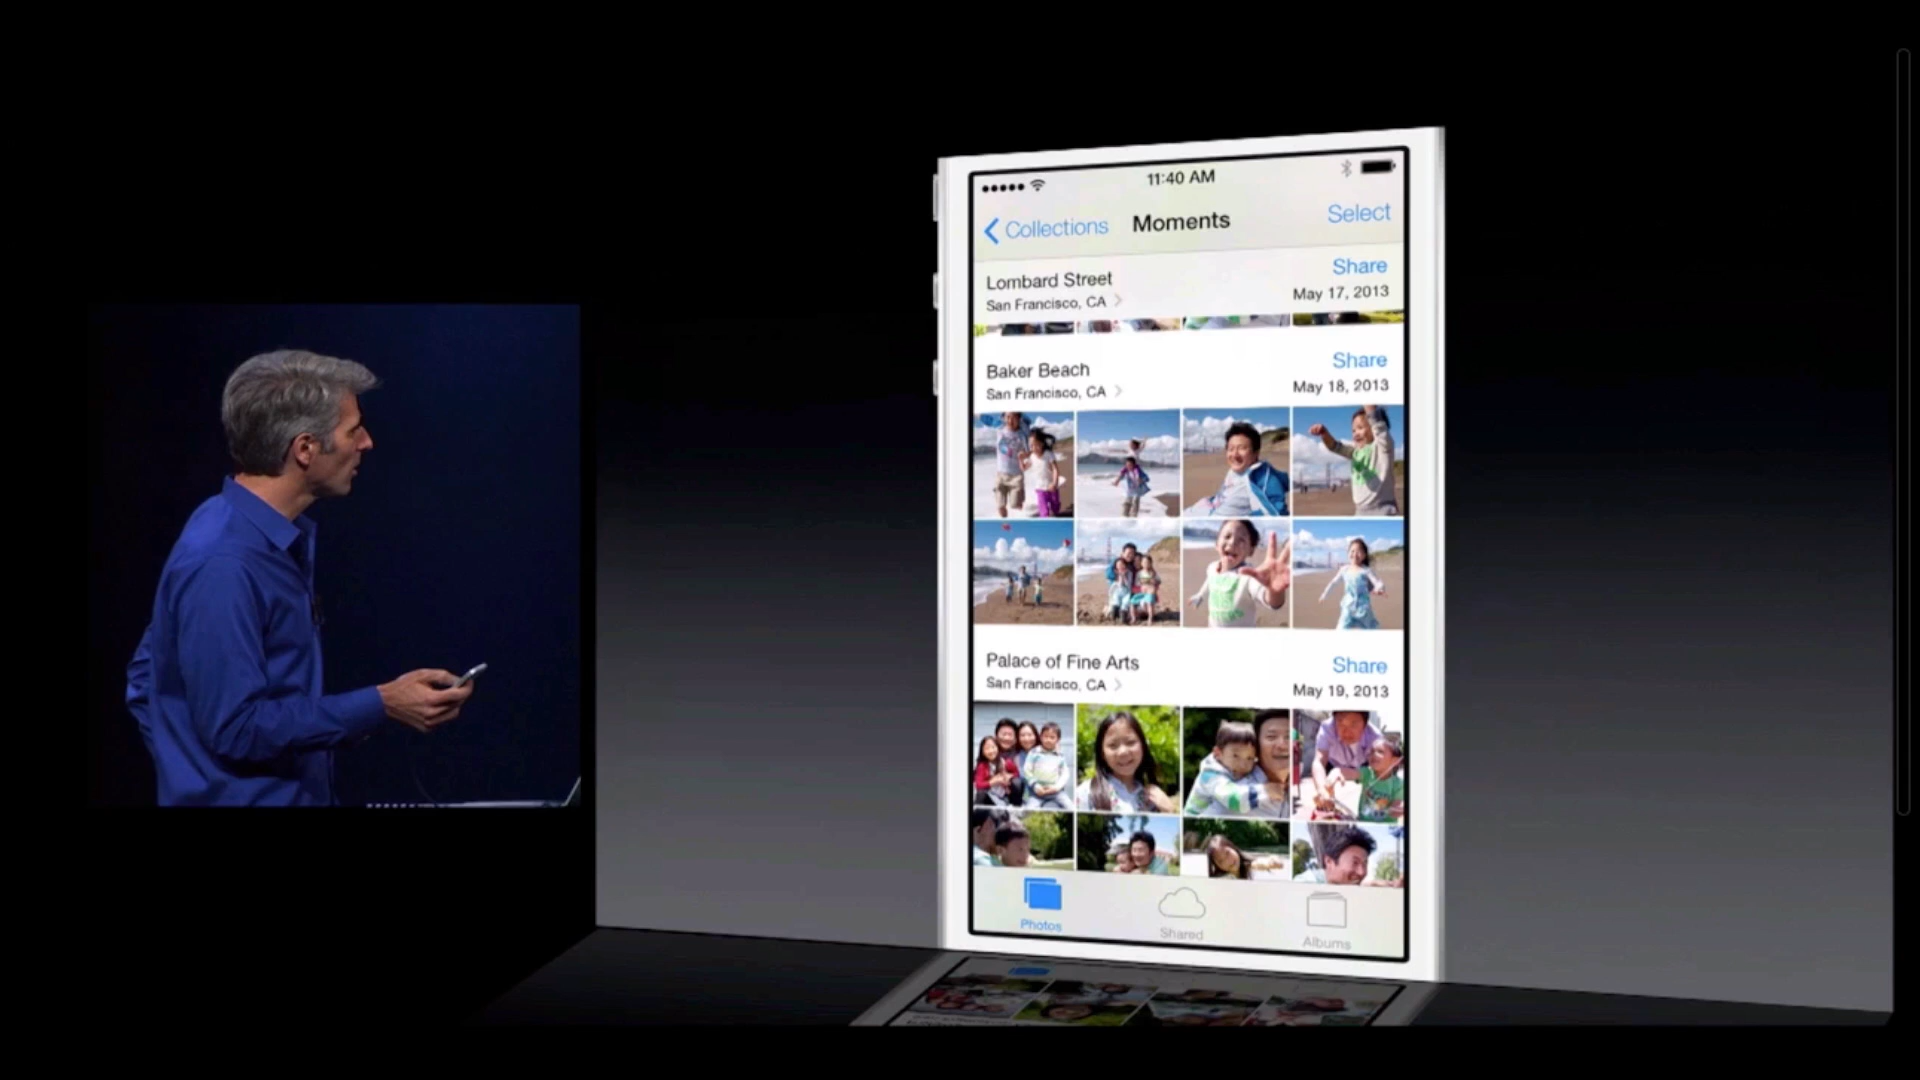 11:40 AM
Collections Moments Select
Lombard Street Share
San Francisco, CA May 17, 2013
Baker Beach Share
San Francisco, CA May 18, 2013
Palace of Fine Arts Share
San Francisco, CA May 19, 2013
Photos Shared Albums